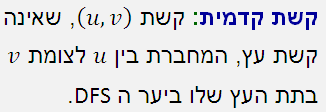 קשת קדמית: קשת (u, v), שאינה
קשת עץ, המחברת בין u לצומת v
בתת העץ שלו ביער ה DFS.